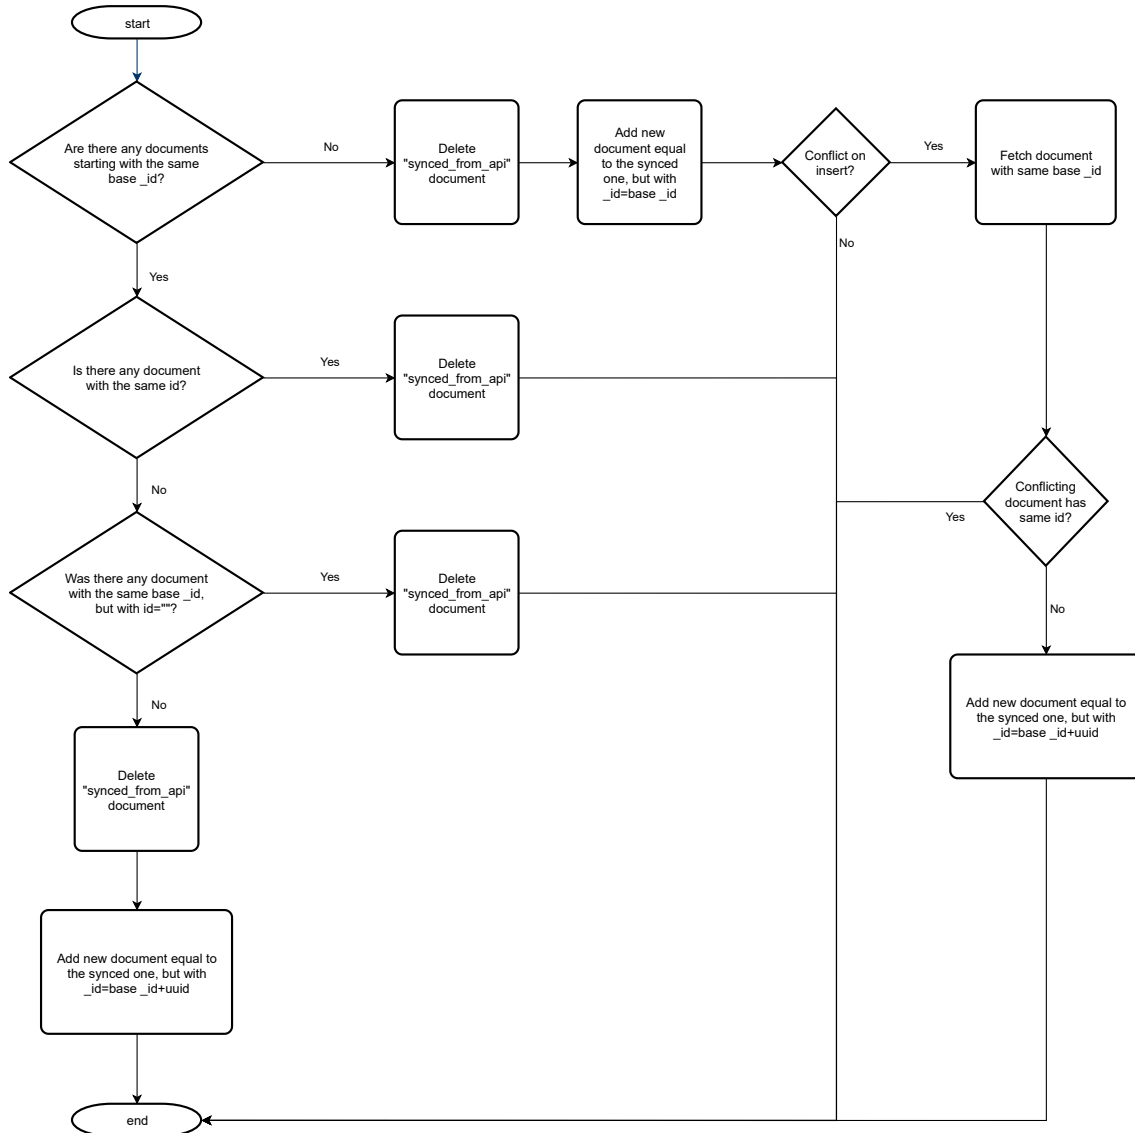 start
Are there any documents
starting with the same
base _id?
No
Delete
"synced_from_api"
document
Add new
document equal
to the synced
one, but with
_id=base _id
Conflict on
insert?
Yes
Fetch document
with same base _id
No
Yes
Is there any document
with the same id?
Yes
Delete
"synced_from_api"
document
No
Conflicting
document has
same id?
Yes
No
Was there any document
with the same base _id,
but with id=""?
Yes
Delete
"synced_from_api"
document
No
Add new document equal to
the synced one, but with
_id=base _id+uuid
Delete
"synced_from_api"
document
Add new document equal to
the synced one, but with
_id=base _id+uuid
end